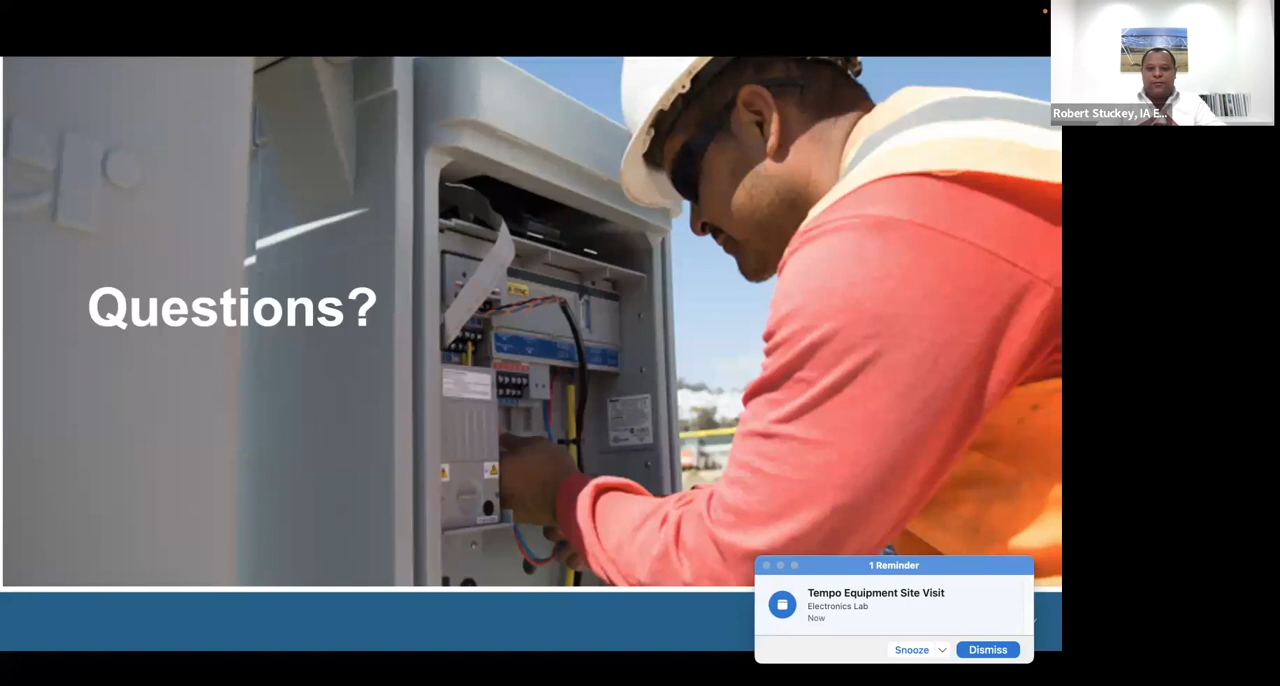 Robert Stuckey, IA E...
Questions?
1 Reminder
Tempo Equipment Site Visit
Electronics Lab
Now
Snooze
Dismiss